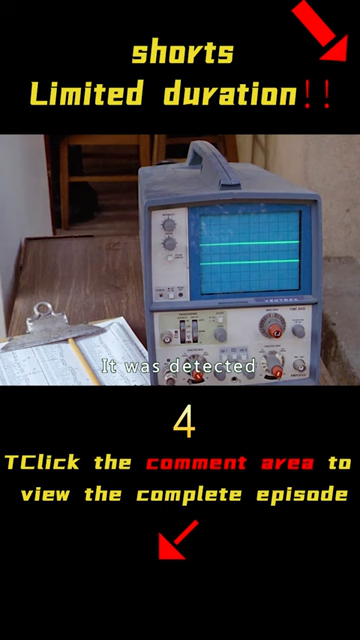 shorts
Limited duration!!
It was detected
4
TClick the comment area to
view the complete episode